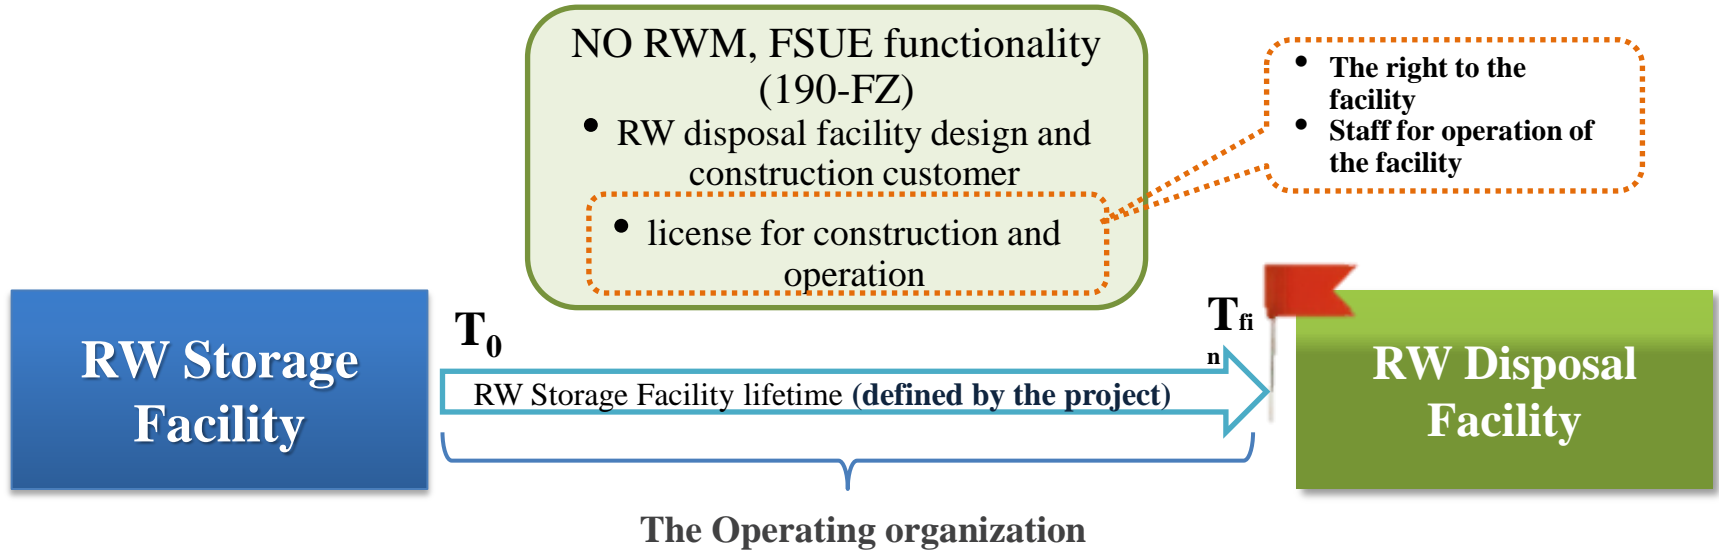 NO RWM, FSUE functionality
(190-FZ)
• RW disposal facility design and
construction customer
• license for construction and
operation
• The right to the
facility
• Staff for operation of
the facility
RW Storage
Facility
T0
Tfi
n
RW Storage Facility lifetime (defined by the project)
RW Disposal
Facility
The Operating organization